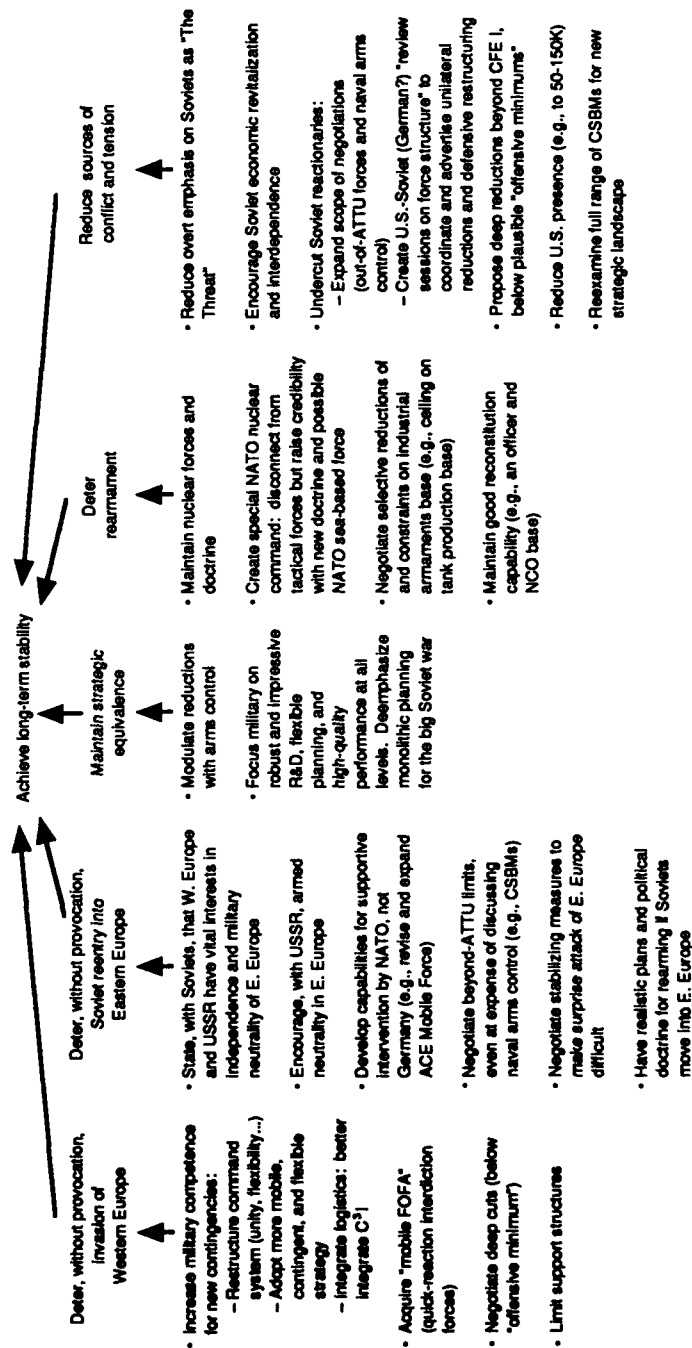 Achieve long-term stability
Deter, without provocation,
invasion of
Western Europe
• Increase military competence
for new contingencies:
– Restructure command
system (unity, flexibility...)
– Adopt more mobile,
contingent, and flexible
strategy
– Integrate logistics: better
integrate C³I
• Acquire "mobile FOFA"
(quick-reaction interdiction
forces)
• Negotiate deep cuts (below
"offensive minimum")
• Limit support structures
Deter, without provocation,
Soviet reentry into
Eastern Europe
• State, with Soviets, that W. Europe
and USSR have vital interests in
independence and military
neutrality of E. Europe
• Encourage, with USSR, armed
neutrality in E. Europe
• Develop capabilities for supportive
intervention by NATO, not
Germany (e.g., revise and expand
ACE Mobile Force)
• Negotiate beyond-ATTU limits,
even at expense of discussing
naval arms control (e.g., CSBMs)
• Negotiate stabilizing measures to
make surprise attack of E. Europe
difficult
• Have realistic plans and political
doctrine for rearming if Soviets
move into E. Europe
Maintain strategic
equivalence
• Modulate reductions
with arms control
• Focus military on
robust and impressive
R&D, flexible
planning, and
high-quality
performance at all
levels. Deemphasize
monolithic planning
for the big Soviet war
Deter
rearmament
• Maintain nuclear forces and
doctrine
• Create special NATO nuclear
command: disconnect from
tactical forces but raise credibility
with new doctrine and possible
NATO sea-based force
• Negotiate selective reductions of
and constraints on industrial
armaments base (e.g., ceiling on
tank production base)
• Maintain good reconstitution
capability (e.g., an officer and
NCO base)
Reduce sources of
conflict and tension
• Reduce overt emphasis on Soviets as "The
Threat"
• Encourage Soviet economic revitalization
and interdependence
• Undercut Soviet reactionaries:
– Expand scope of negotiations
(out-of-ATTU forces and naval arms
control)
– Create U.S.-Soviet (German?) "review
sessions on force structure" to
coordinate and advertise unilateral
reductions and defensive restructuring
• Propose deep reductions beyond CFE I,
below plausible "offensive minimums"
• Reduce U.S. presence (e.g., to 50-150K)
• Reexamine full range of CSBMs for new
strategic landscape